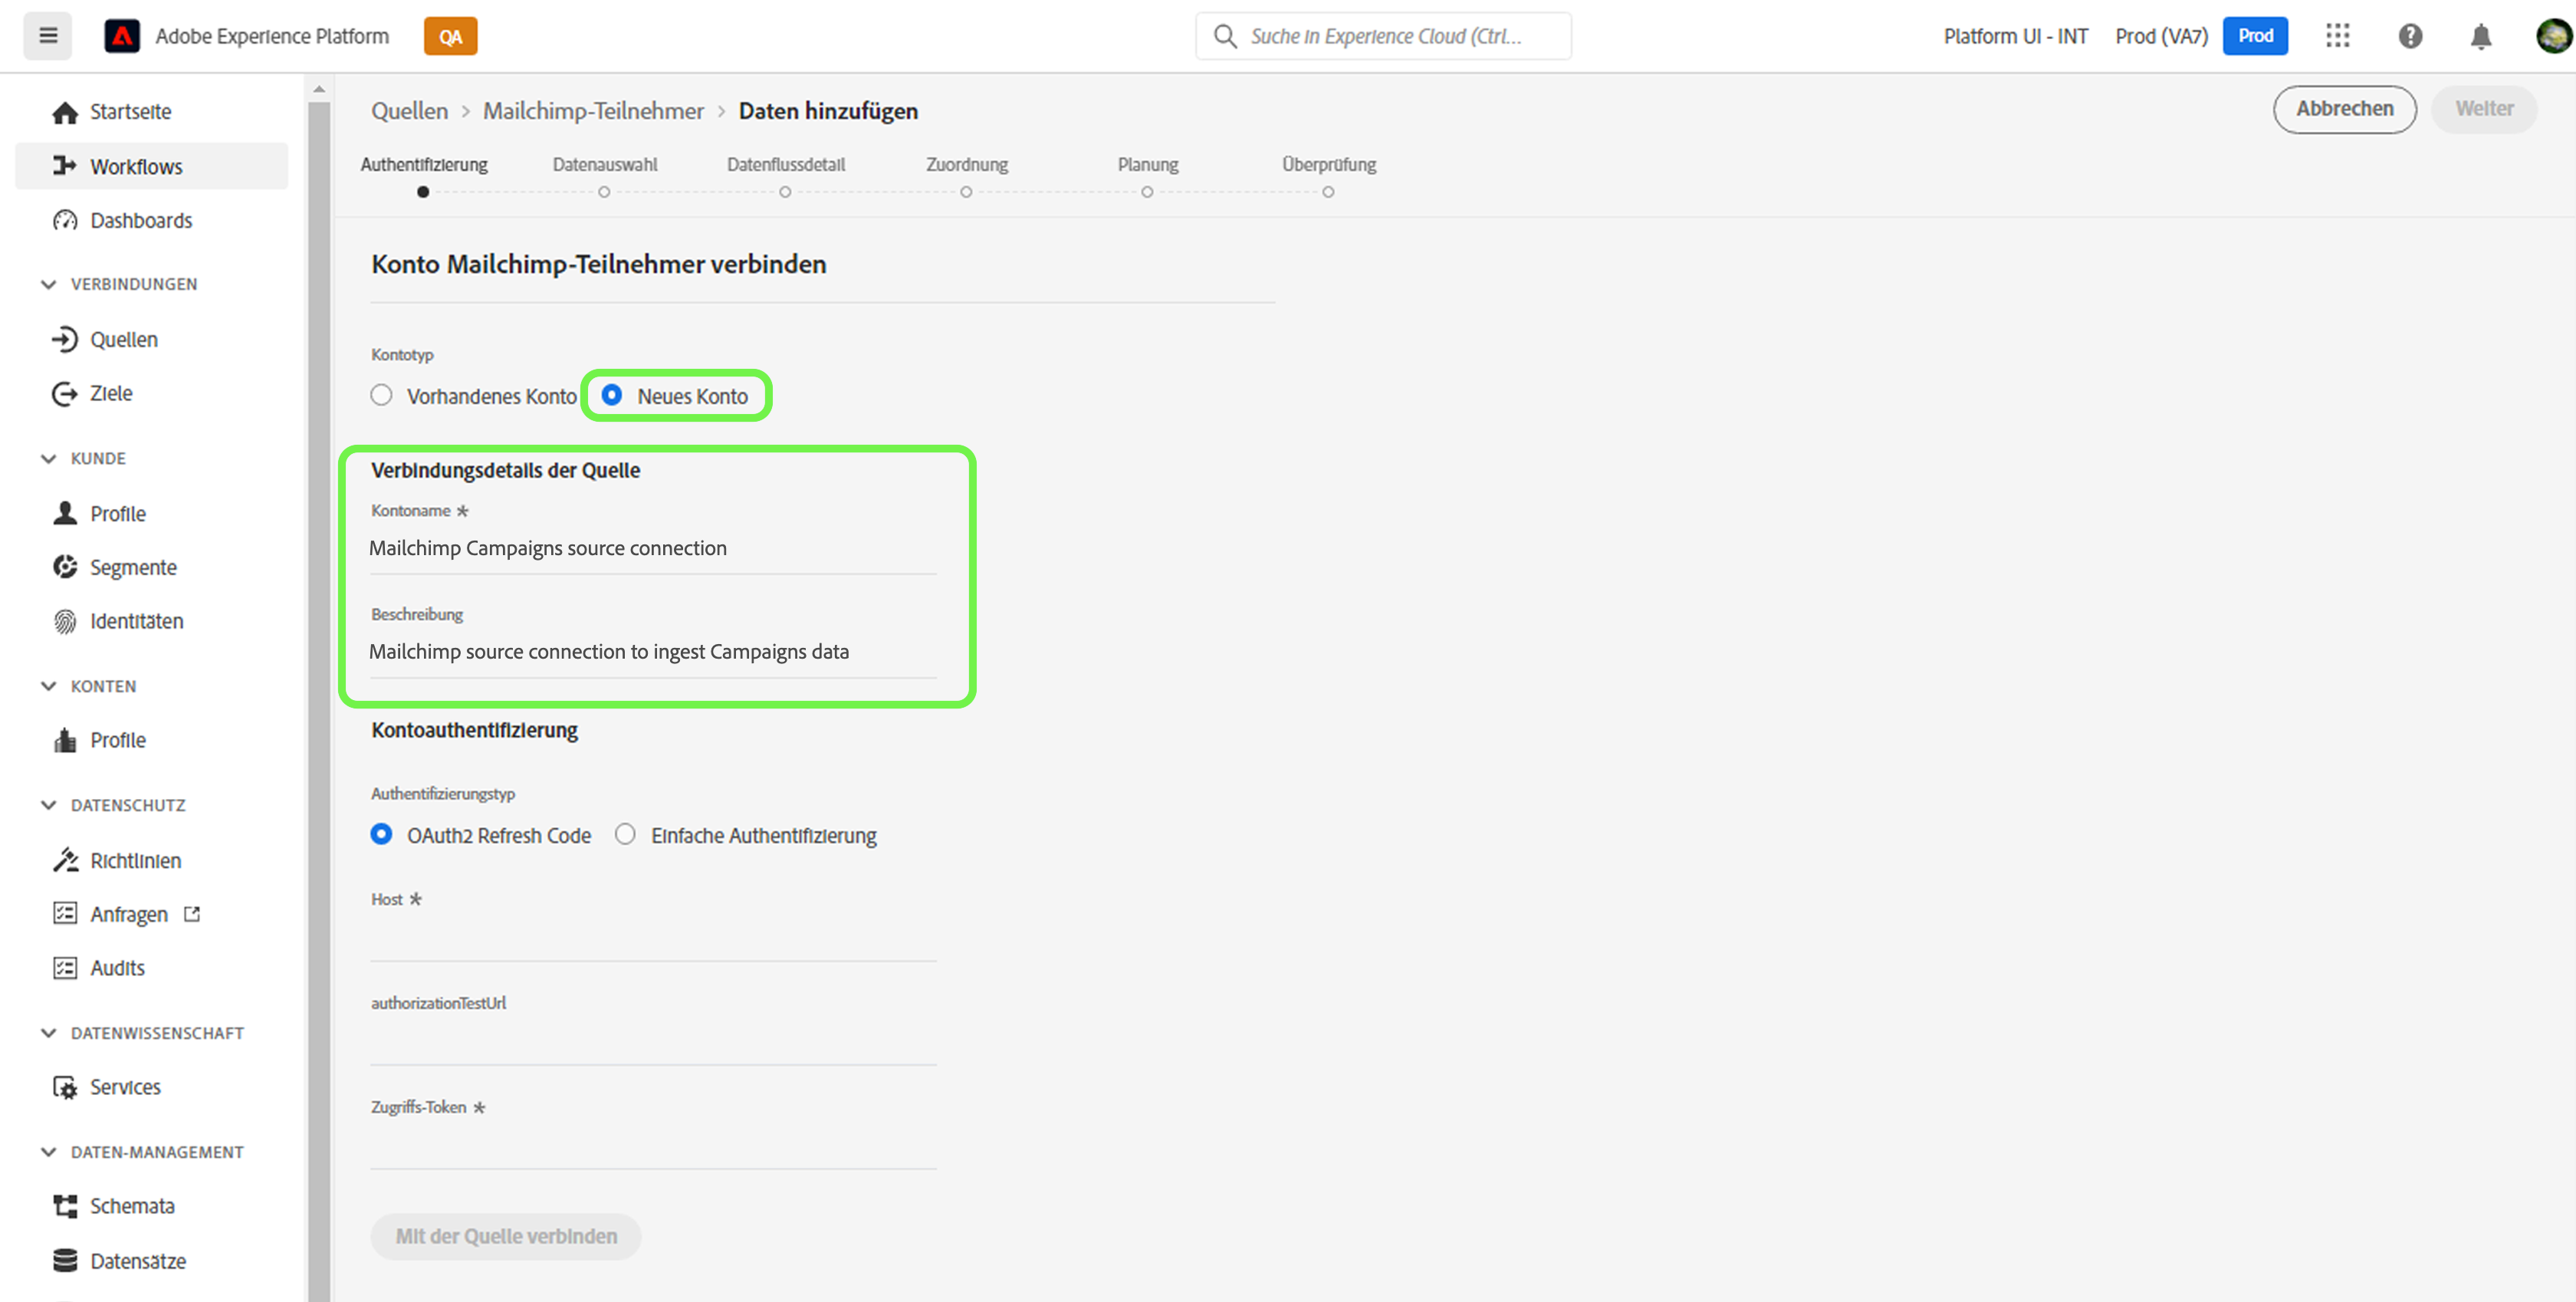 Adobe Experience Platform
QA
Suche in Experience Cloud (Ctrl...
Platform UI - INT
Prod (VA7)
Prod
Startseite
Workflows
Dashboards
VERBINDUNGEN
Quellen
Ziele
KUNDE
Profile
Segmente
Identitäten
KONTEN
Profile
DATENSCHUTZ
Richtlinien
Anfragen
Audits
DATENWISSENSCHAFT
Services
DATEN-MANAGEMENT
Schemata
Datensätze
Quellen > Mailchimp-Teilnehmer > Daten hinzufügen
Abbrechen
Weiter
Authentifizierung
Datenauswahl
Datenflussdetail
Zuordnung
Planung
Überprüfung
Konto Mailchimp-Teilnehmer verbinden
Kontotyp
Vorhandenes Konto
Neues Konto
Verbindungsdetails der Quelle
Kontoname *
Mailchimp Campaigns source connection
Beschreibung
Mailchimp source connection to ingest Campaigns data
Kontoauthentifizierung
Authentifizierungstyp
OAuth2 Refresh Code
Einfache Authentifizierung
Host *
authorizationTestUrl
Zugriffs-Token *
Mit der Quelle verbinden